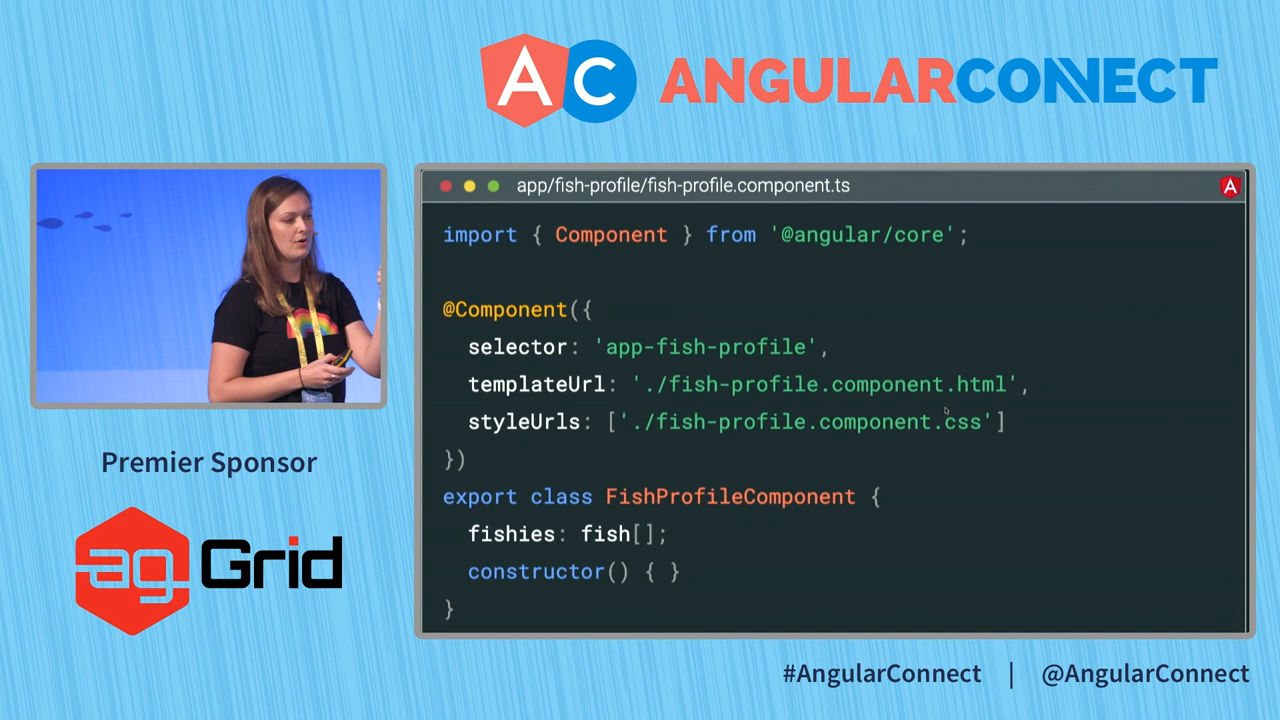 AC ANGULARCONNECT
app/fish-profile/fish-profile.component.ts
import { Component } from '@angular/core';
@Component({
selector: 'app-fish-profile',
templateUrl: './fish-profile.component.html',
styleUrls: ['./fish-profile.component.css']
})
export class FishProfileComponent {
fishies: fish[];
constructor() { }
}
Premier Sponsor
ag Grid
#AngularConnect | @AngularConnect